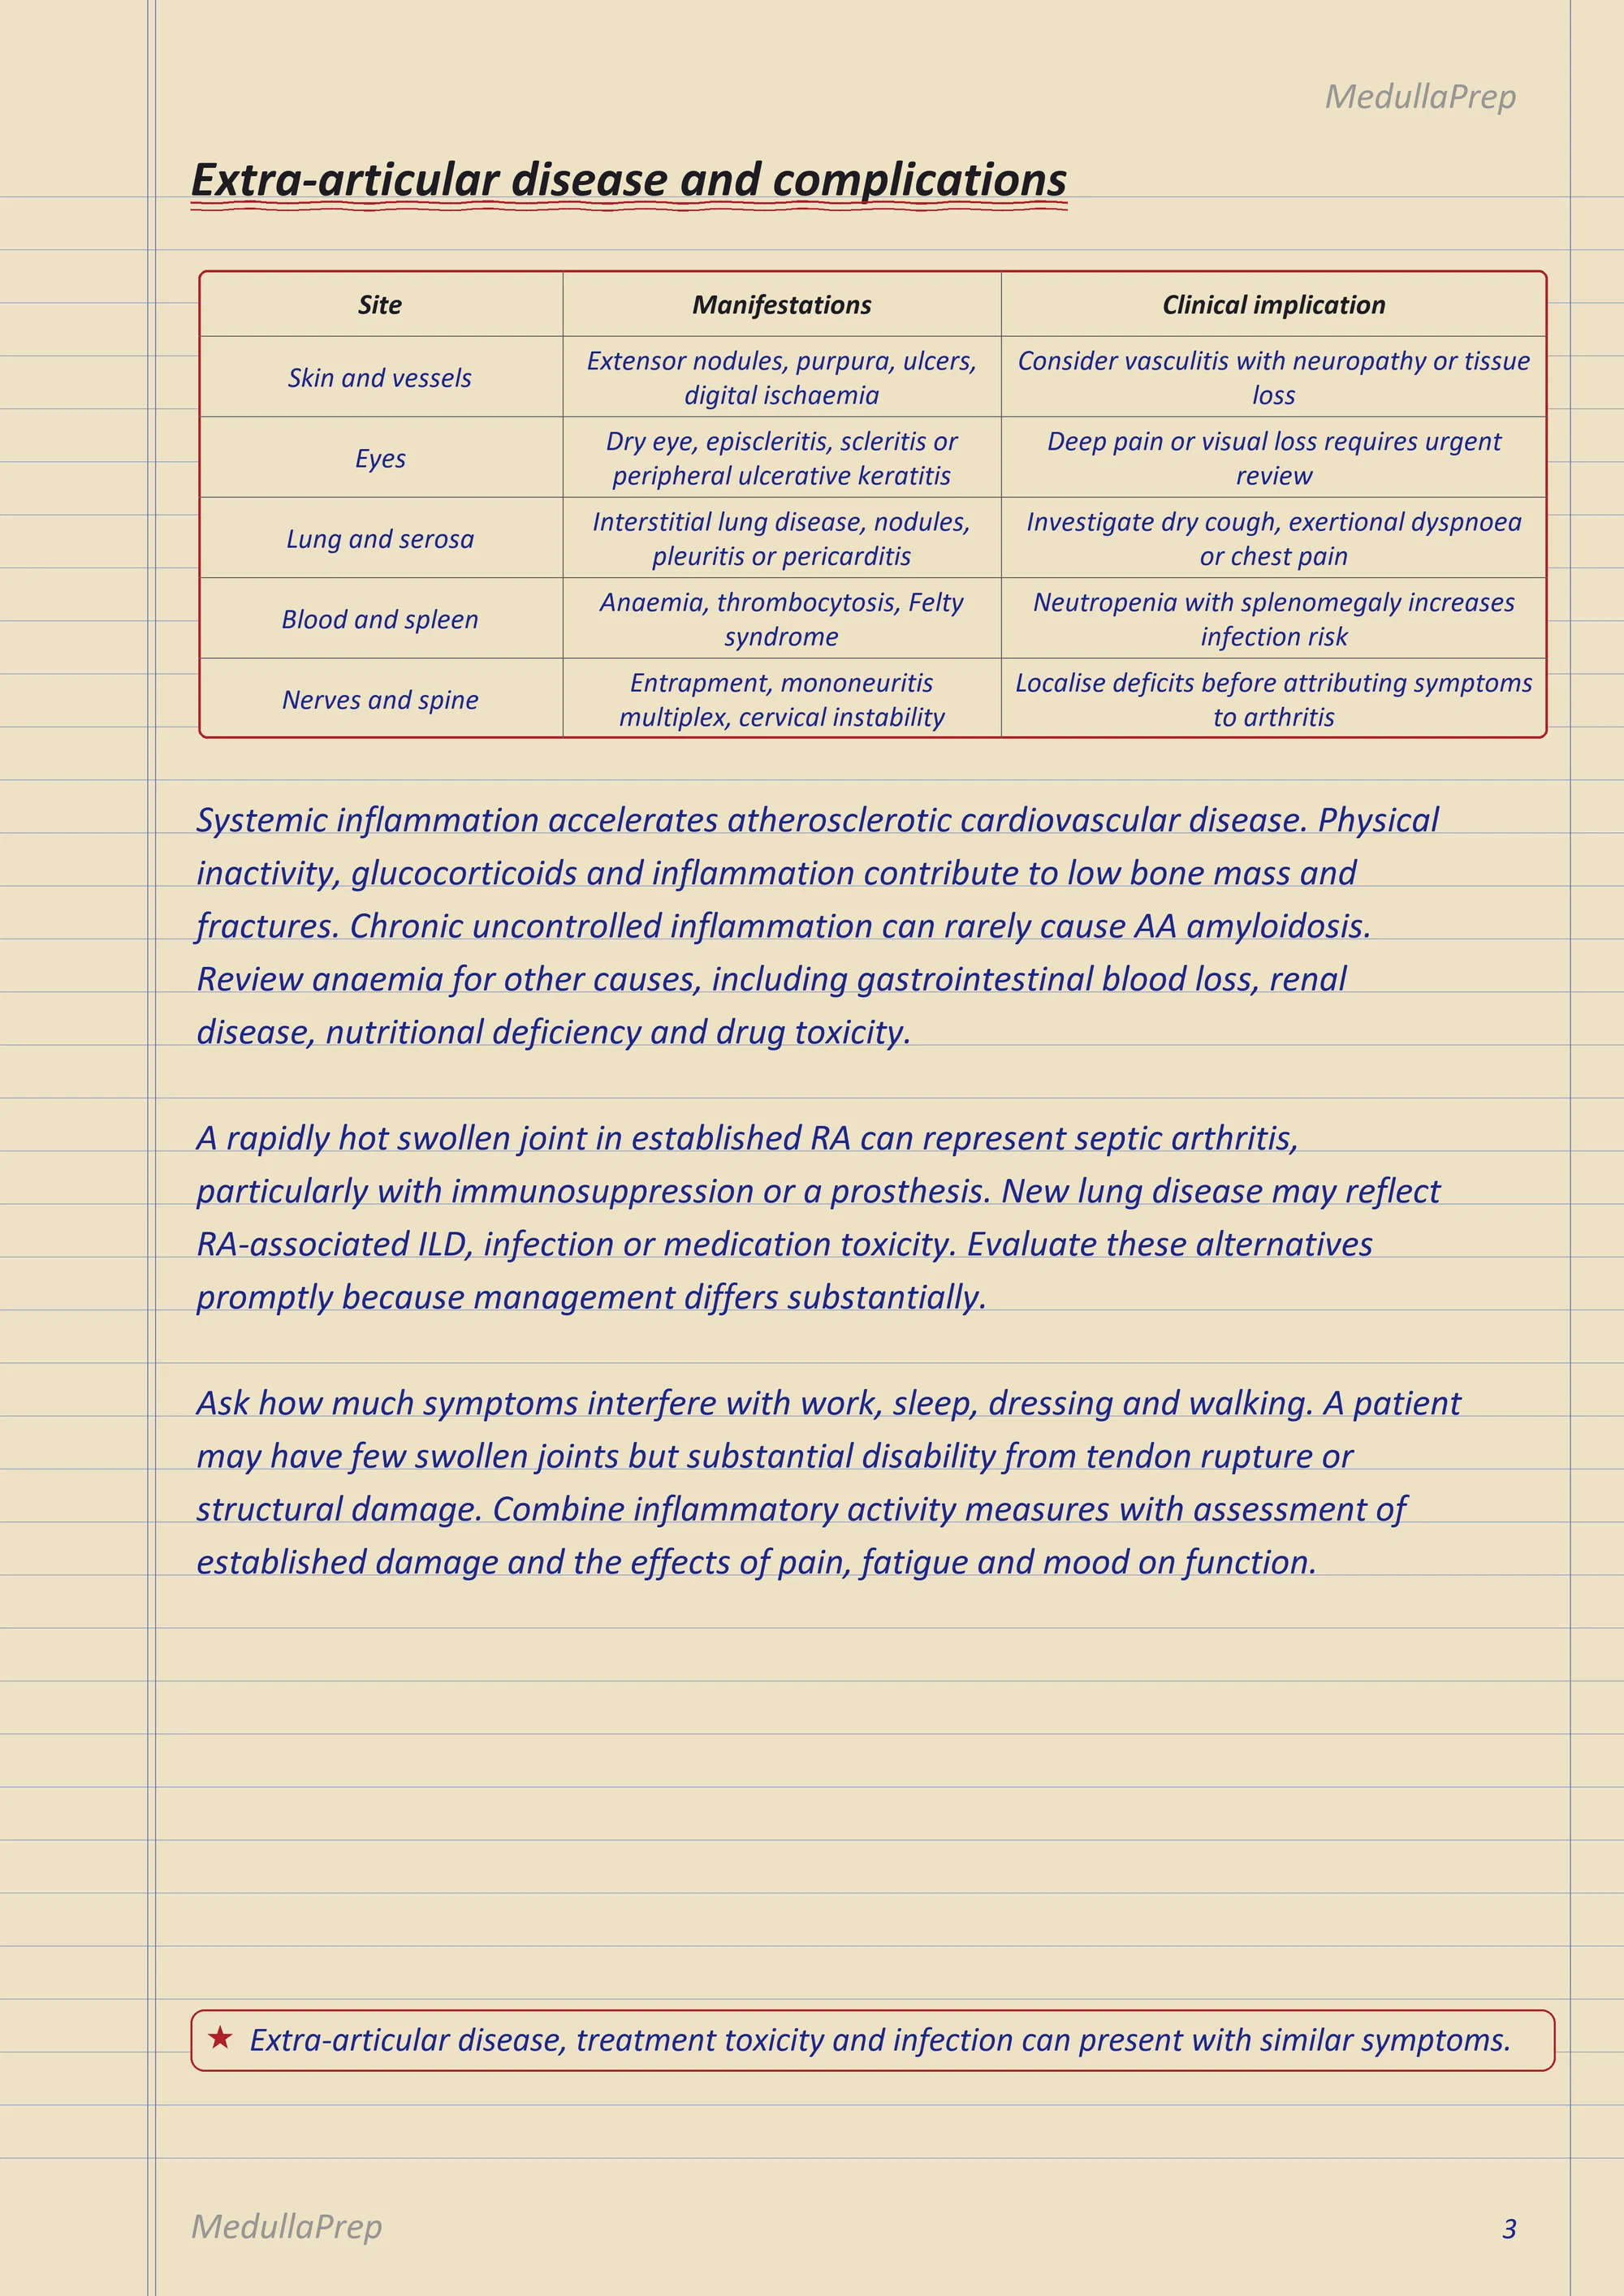 MedullaPrep
Extra-articular disease and complications
Site Manifestations Clinical implication
Skin and vessels
Extensor nodules, purpura, ulcers,
digital ischaemia
Consider vasculitis with neuropathy or tissue
loss
Eyes
Dry eye, episcleritis, scleritis or
peripheral ulcerative keratitis
Deep pain or visual loss requires urgent
review
Lung and serosa
Interstitial lung disease, nodules,
pleuritis or pericarditis
Investigate dry cough, exertional dyspnoea
or chest pain
Blood and spleen
Anaemia, thrombocytosis, Felty
syndrome
Neutropenia with splenomegaly increases
infection risk
Nerves and spine
Entrapment, mononeuritis
multiplex, cervical instability
Localise deficits before attributing symptoms
to arthritis
Systemic inflammation accelerates atherosclerotic cardiovascular disease. Physical
inactivity, glucocorticoids and inflammation contribute to low bone mass and
fractures. Chronic uncontrolled inflammation can rarely cause AA amyloidosis.
Review anaemia for other causes, including gastrointestinal blood loss, renal
disease, nutritional deficiency and drug toxicity.
A rapidly hot swollen joint in established RA can represent septic arthritis,
particularly with immunosuppression or a prosthesis. New lung disease may reflect
RA-associated ILD, infection or medication toxicity. Evaluate these alternatives
promptly because management differs substantially.
Ask how much symptoms interfere with work, sleep, dressing and walking. A patient
may have few swollen joints but substantial disability from tendon rupture or
structural damage. Combine inflammatory activity measures with assessment of
established damage and the effects of pain, fatigue and mood on function.
★ Extra-articular disease, treatment toxicity and infection can present with similar symptoms.
MedullaPrep 3